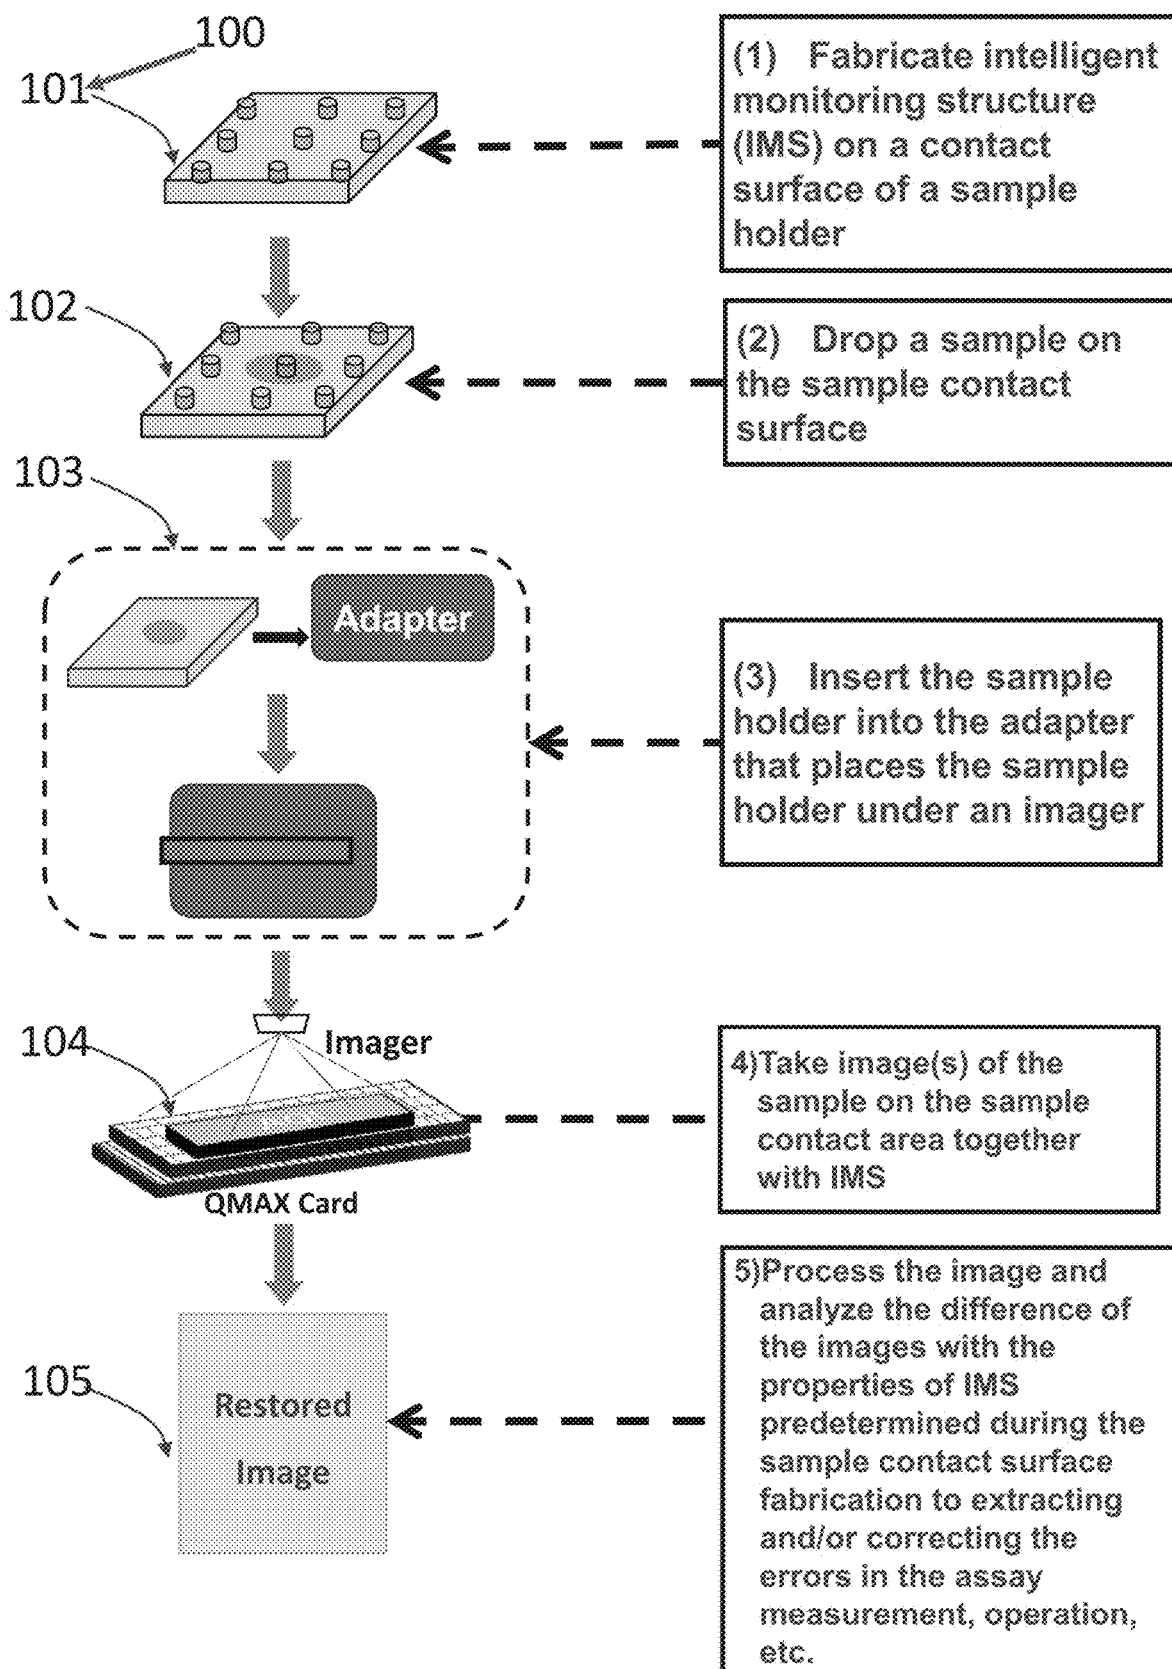 100
101
(1) Fabricate intelligent
monitoring structure
(IMS) on a contact
surface of a sample
holder
102
(2) Drop a sample on
the sample contact
surface
103
Adapter
(3) Insert the sample
holder into the adapter
that places the sample
holder under an imager
104
Imager
QMAX Card
4)Take image(s) of the
sample on the sample
contact area together
with IMS
105
Restored
Image
5)Process the image and
analyze the difference of
the images with the
properties of IMS
predetermined during the
sample contact surface
fabrication to extracting
and/or correcting the
errors in the assay
measurement, operation,
etc.